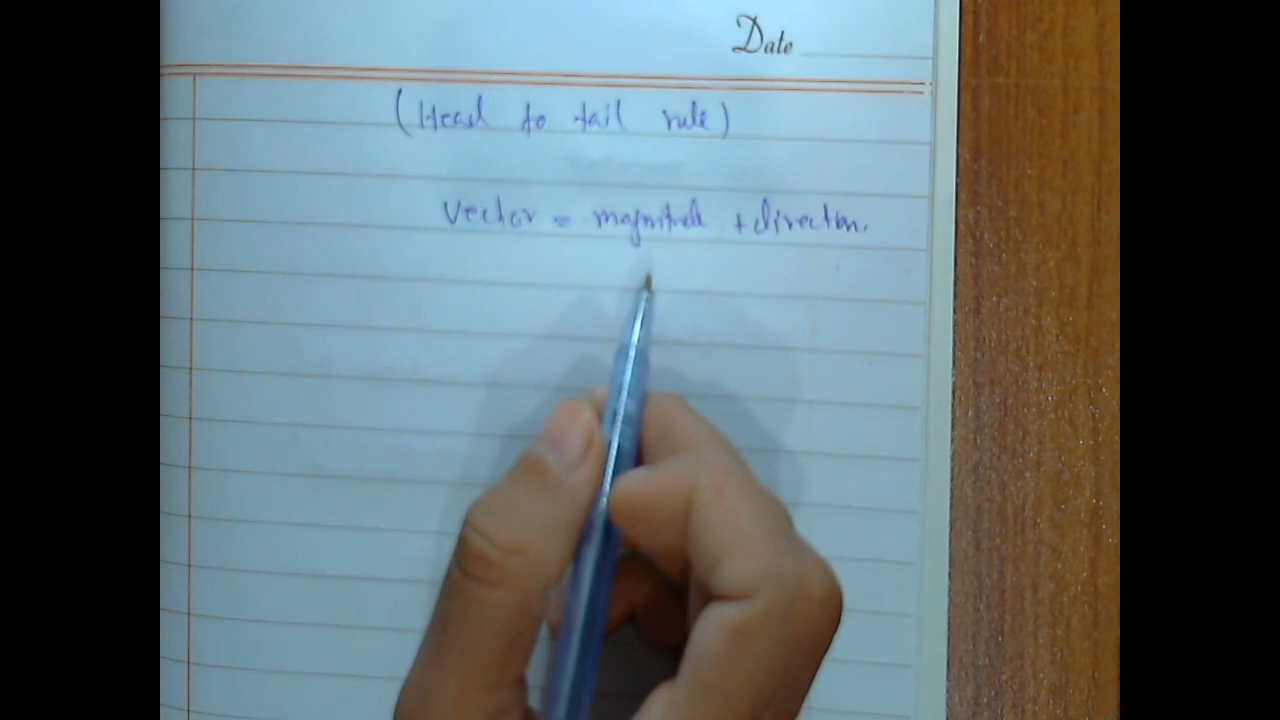 Date
(Head to tail rule)
Vector = magnitude + direction.